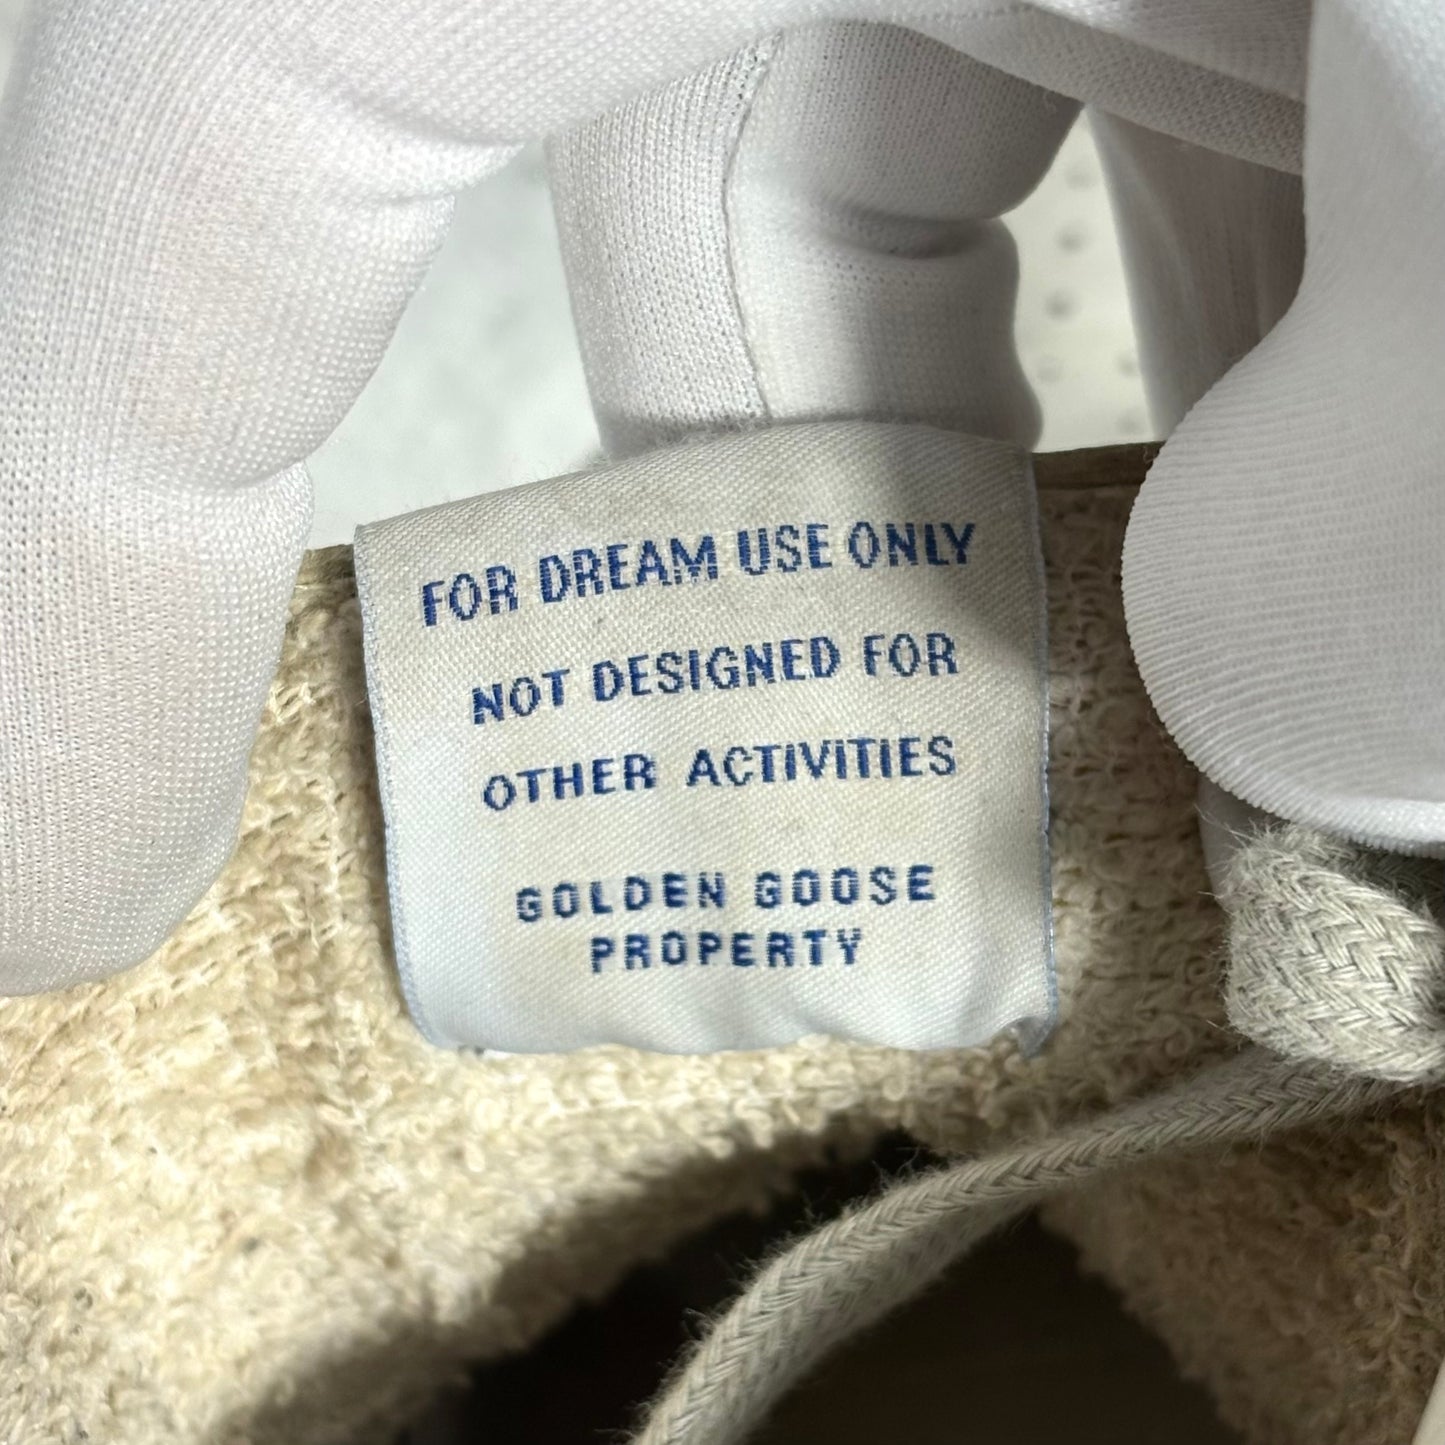 FOR DREAM USE ONLY
NOT DESIGNED FOR
OTHER ACTIVITIES
GOLDEN GOOSE
PROPERTY